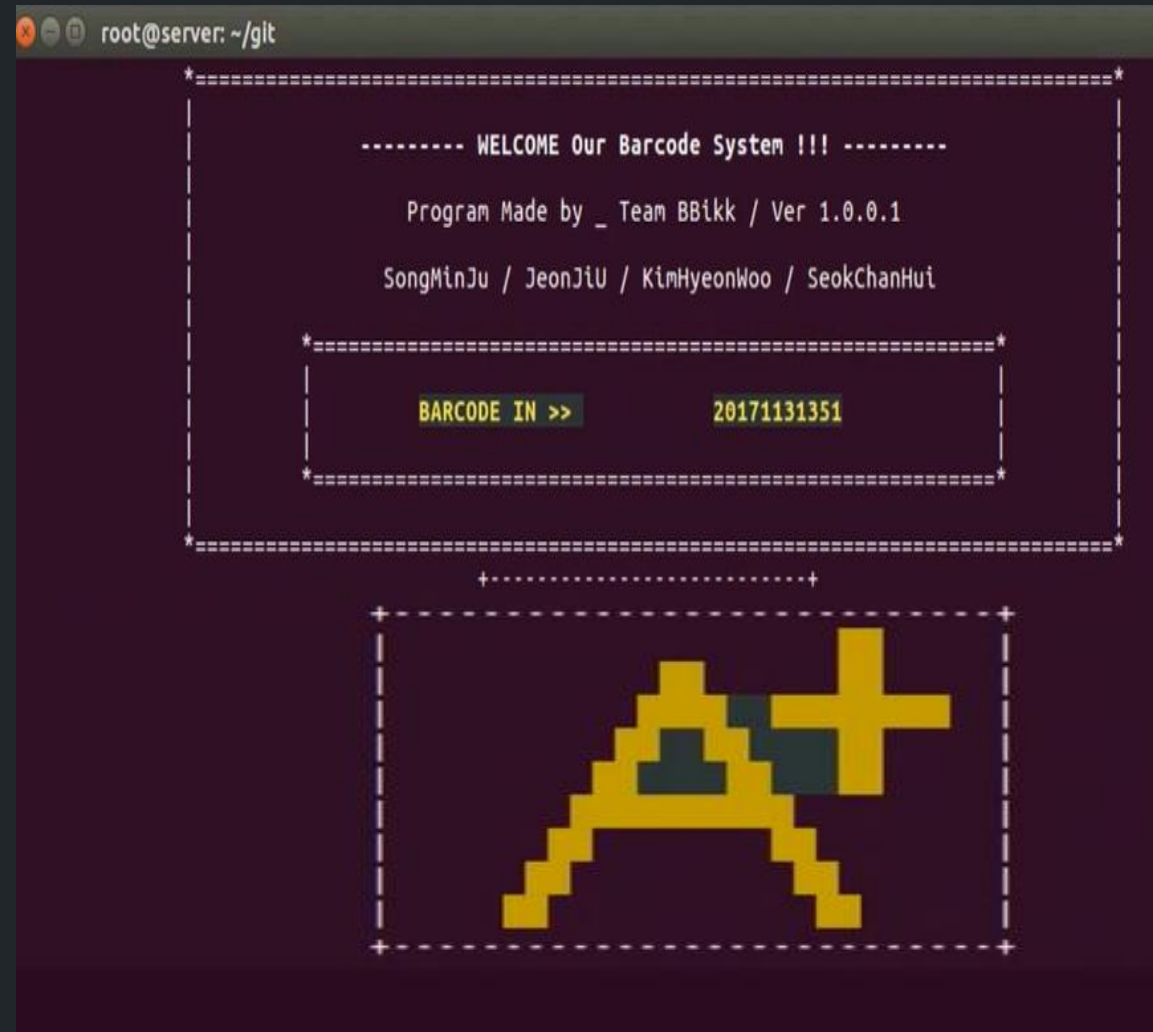 root@server: ~/git
--------- WELCOME Our Barcode System !!! ---------
Program Made by _ Team BBikk / Ver 1.0.0.1
SongMinJu / JeonJiU / KimHyeonWoo / SeokChanHui
BARCODE IN >> 20171131351
A+